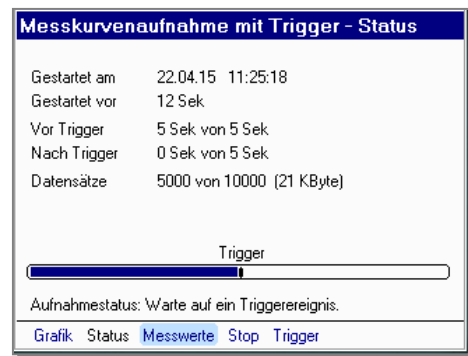 Messkurvenaufnahme mit Trigger - Status
Gestartet am 22.04.15 11:25:18
Gestartet vor 12 Sek
Vor Trigger 5 Sek von 5 Sek
Nach Trigger 0 Sek von 5 Sek
Datensätze 5000 von 10000 (21 KByte)
Trigger
Aufnahmestatus: Warte auf ein Triggerereignis.
Grafik Status Messwerte Stop Trigger